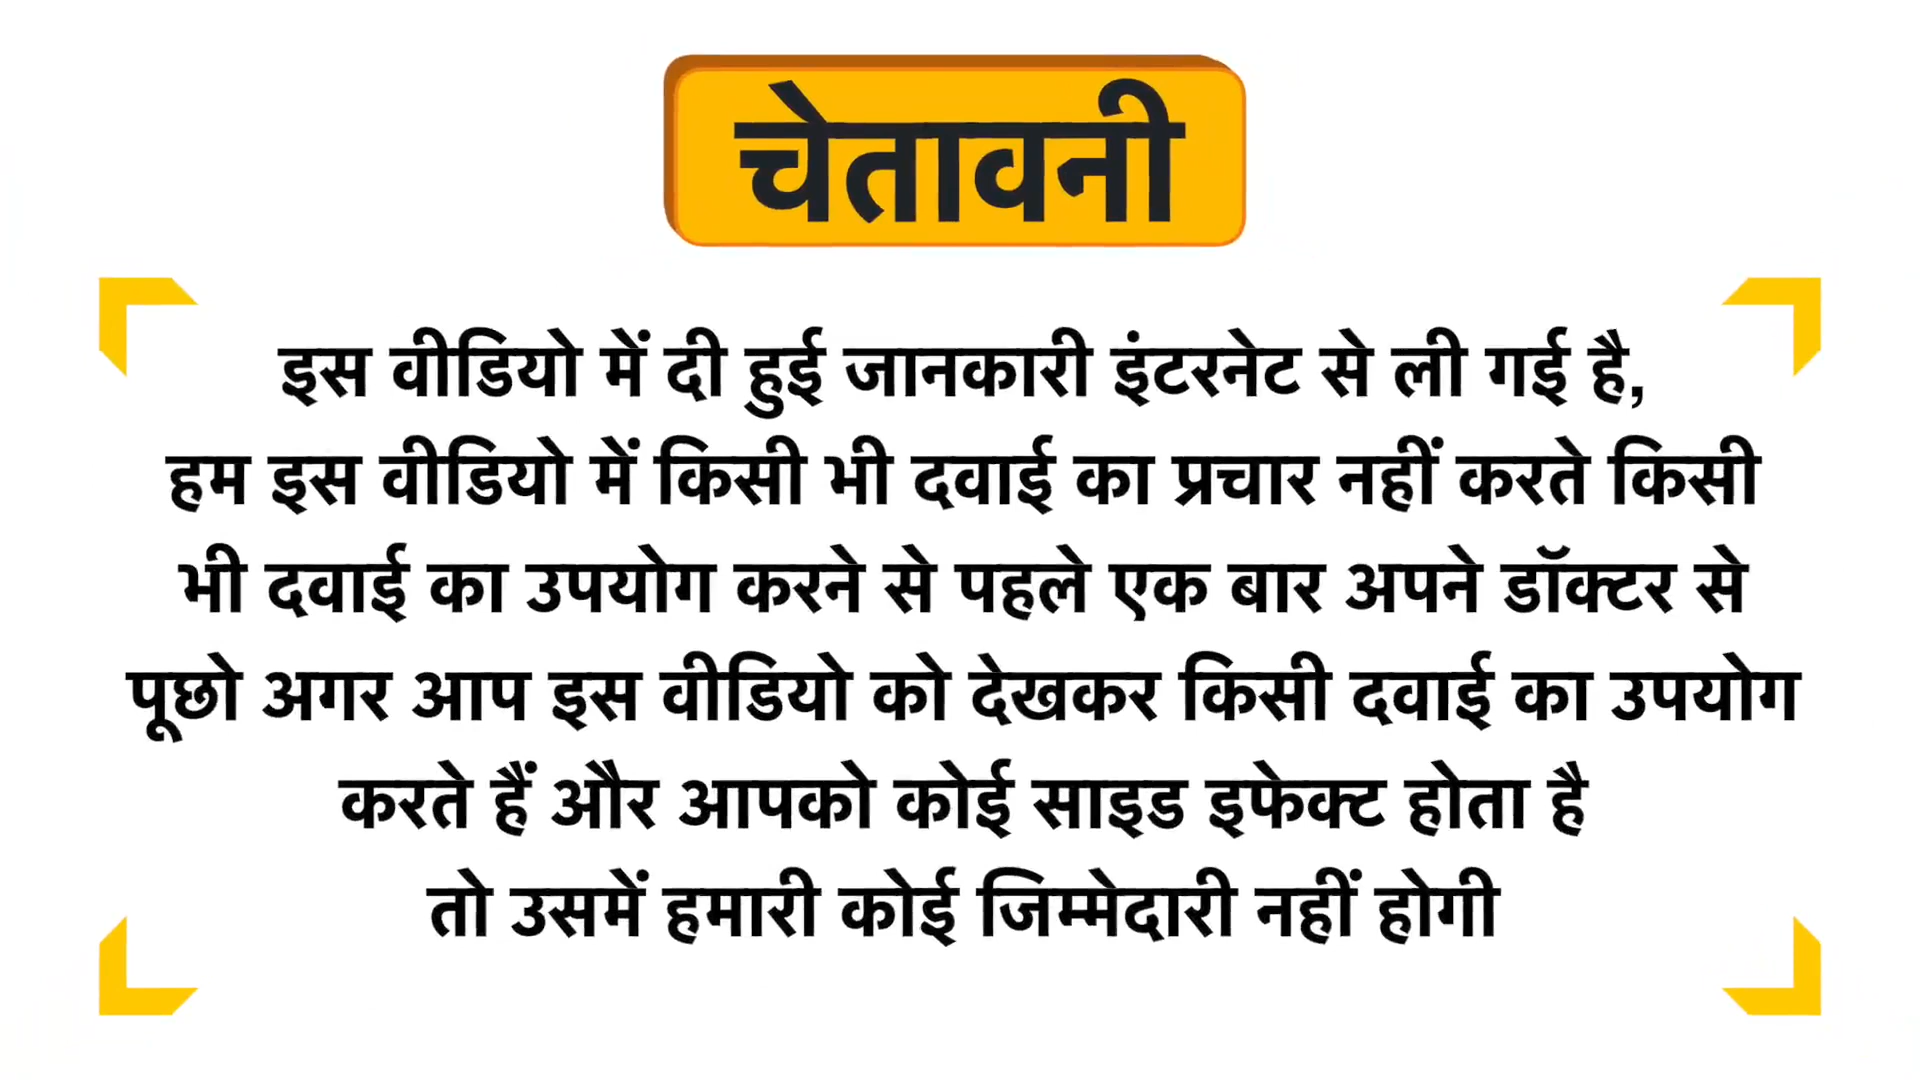 चेतावनी
इस वीडियो में दी हुई जानकारी इंटरनेट से ली गई है,
हम इस वीडियो में किसी भी दवाई का प्रचार नहीं करते किसी
भी दवाई का उपयोग करने से पहले एक बार अपने डॉक्टर से
पूछो अगर आप इस वीडियो को देखकर किसी दवाई का उपयोग
करते हैं और आपको कोई साइड इफेक्ट होता है
तो उसमें हमारी कोई जिम्मेदारी नहीं होगी